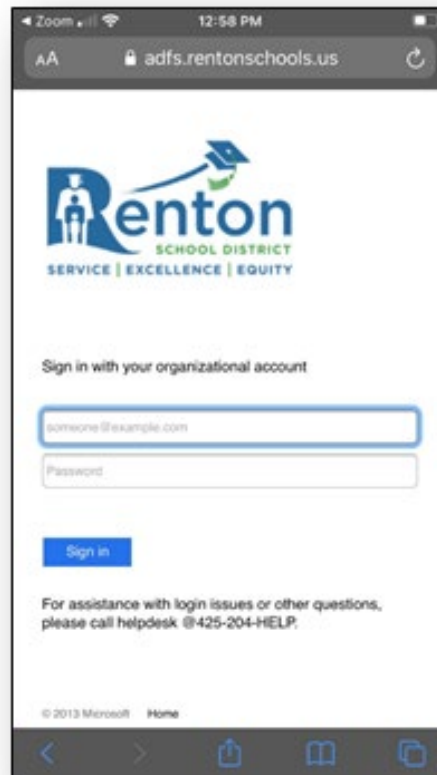 Zoom 12:58 PM
AA adfs.rentonschools.us
Renton
SCHOOL DISTRICT
SERVICE | EXCELLENCE | EQUITY
Sign in with your organizational account
someone@example.com
Password
Sign in
For assistance with login issues or other questions,
please call helpdesk @425-204-HELP.
© 2013 Microsoft Home